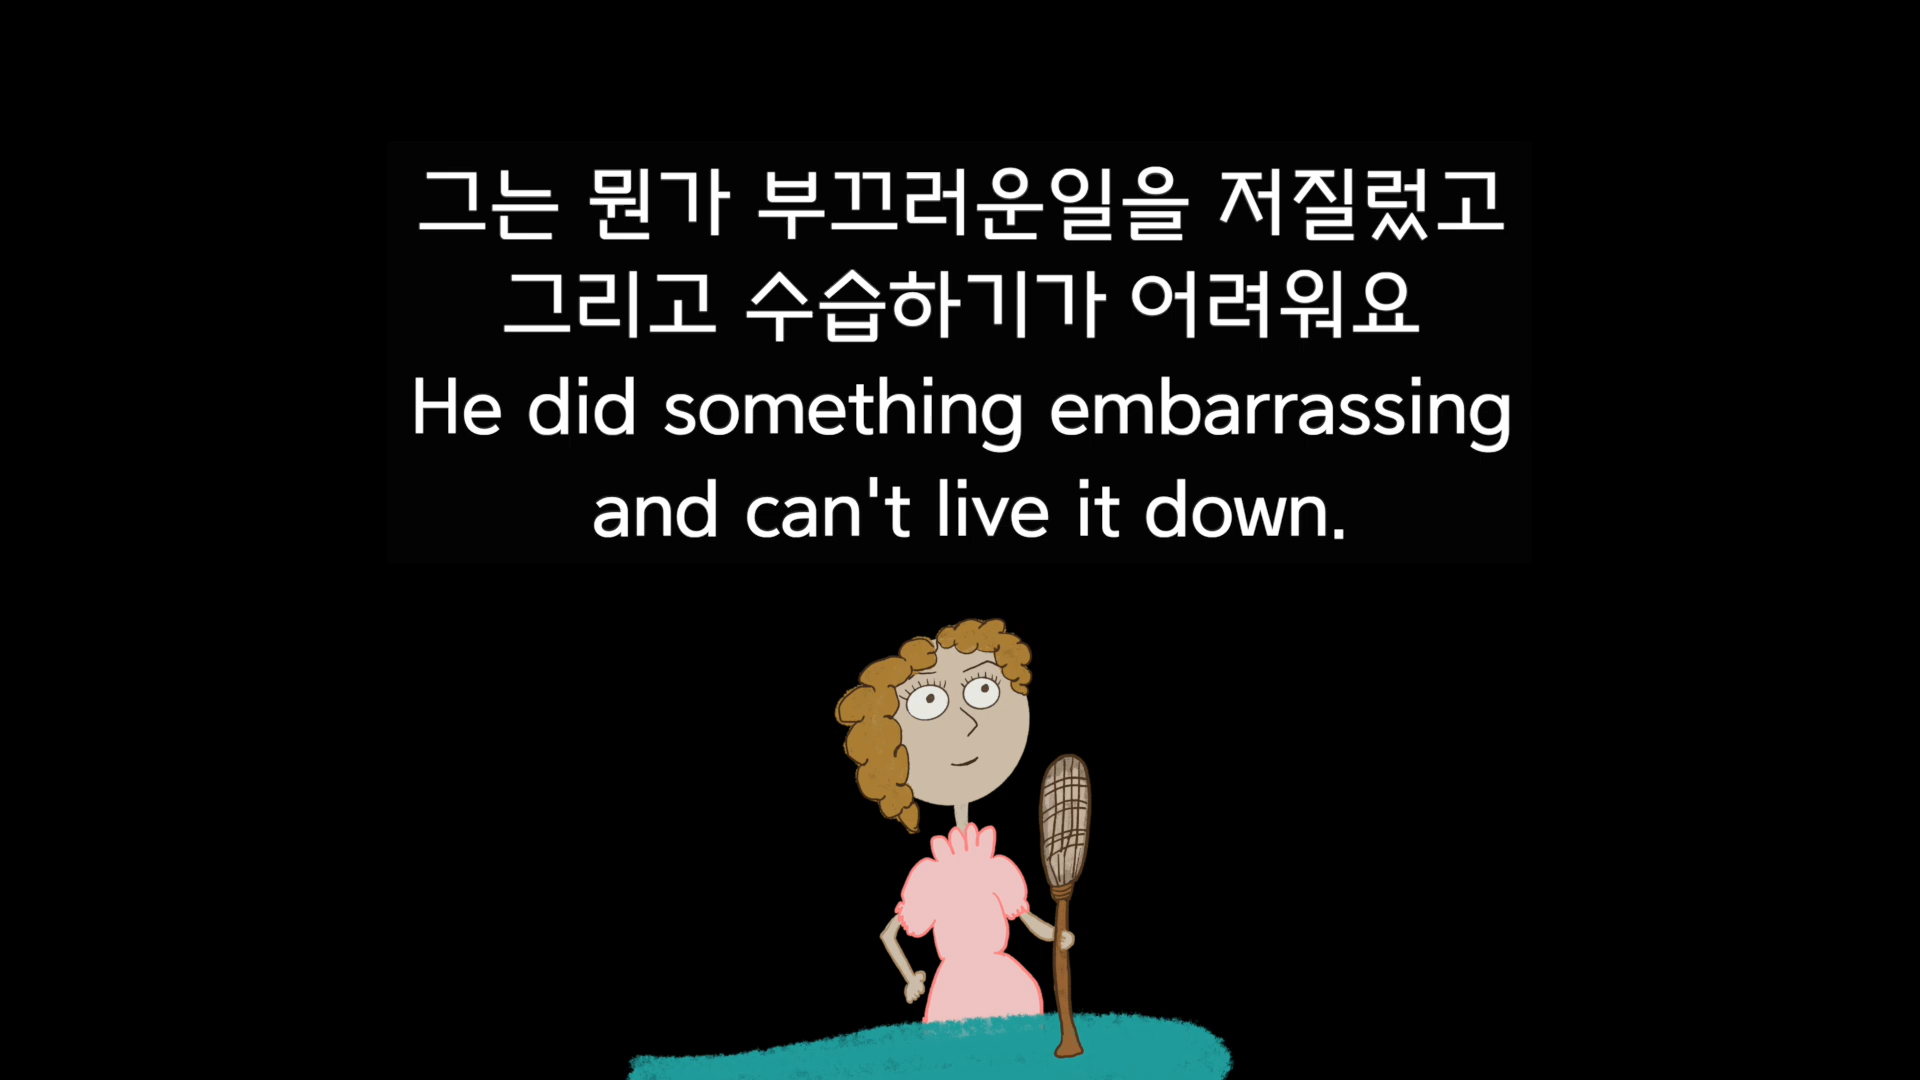 그는 뭔가 부끄러운일을 저질렀고
그리고 수습하기가 어려워요
He did something embarrassing
and can't live it down.